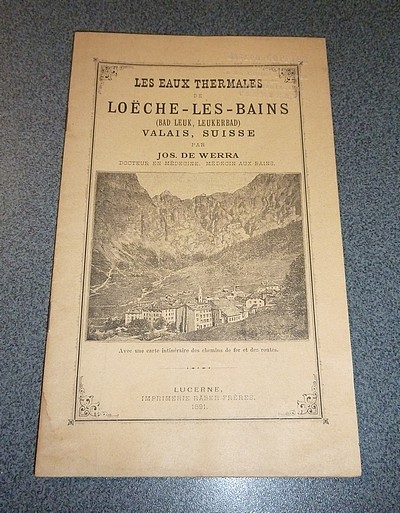 LES EAUX THERMALES
DE
LOËCHE-LES-BAINS
(BAD LEUK, LEUKERBAD)
VALAIS, SUISSE
PAR
JOS. DE WERRA
DOCTEUR EN MÉDECINE, MÉDECIN AUX BAINS.
Avec une carte itinéraire des chemins de fer et des routes.
LUCERNE,
IMPRIMERIE RÄBER FRÈRES.
1891.